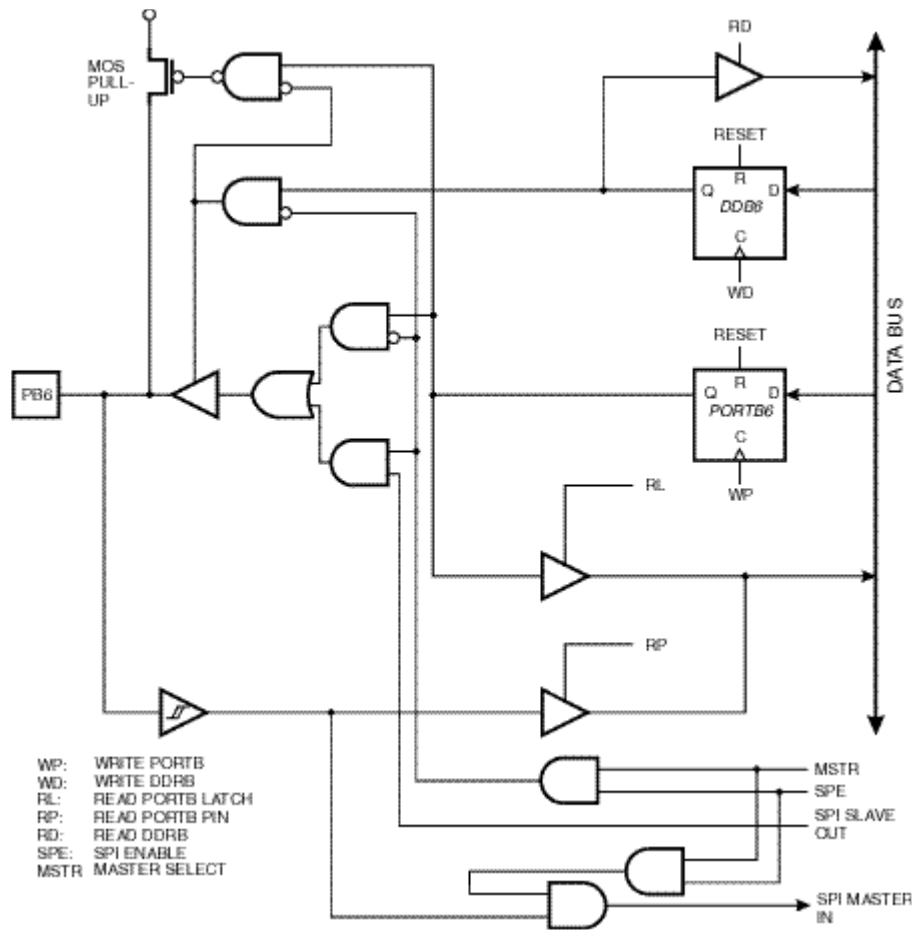 RD
MOS
PULL-
UP
RESET
R
Q
D
DDB6
C
WD
DATA BUS
RESET
R
PB6
Q
D
PORTB6
C
WP
RL
RP
WP: WRITE PORTB
WD: WRITE DDRB
RL: READ PORTB LATCH
RP: READ PORTB PIN
RD: READ DDRB
SPE: SPI ENABLE
MSTR MASTER SELECT
MSTR
SPE
SPI SLAVE
OUT
SPI MASTER
IN